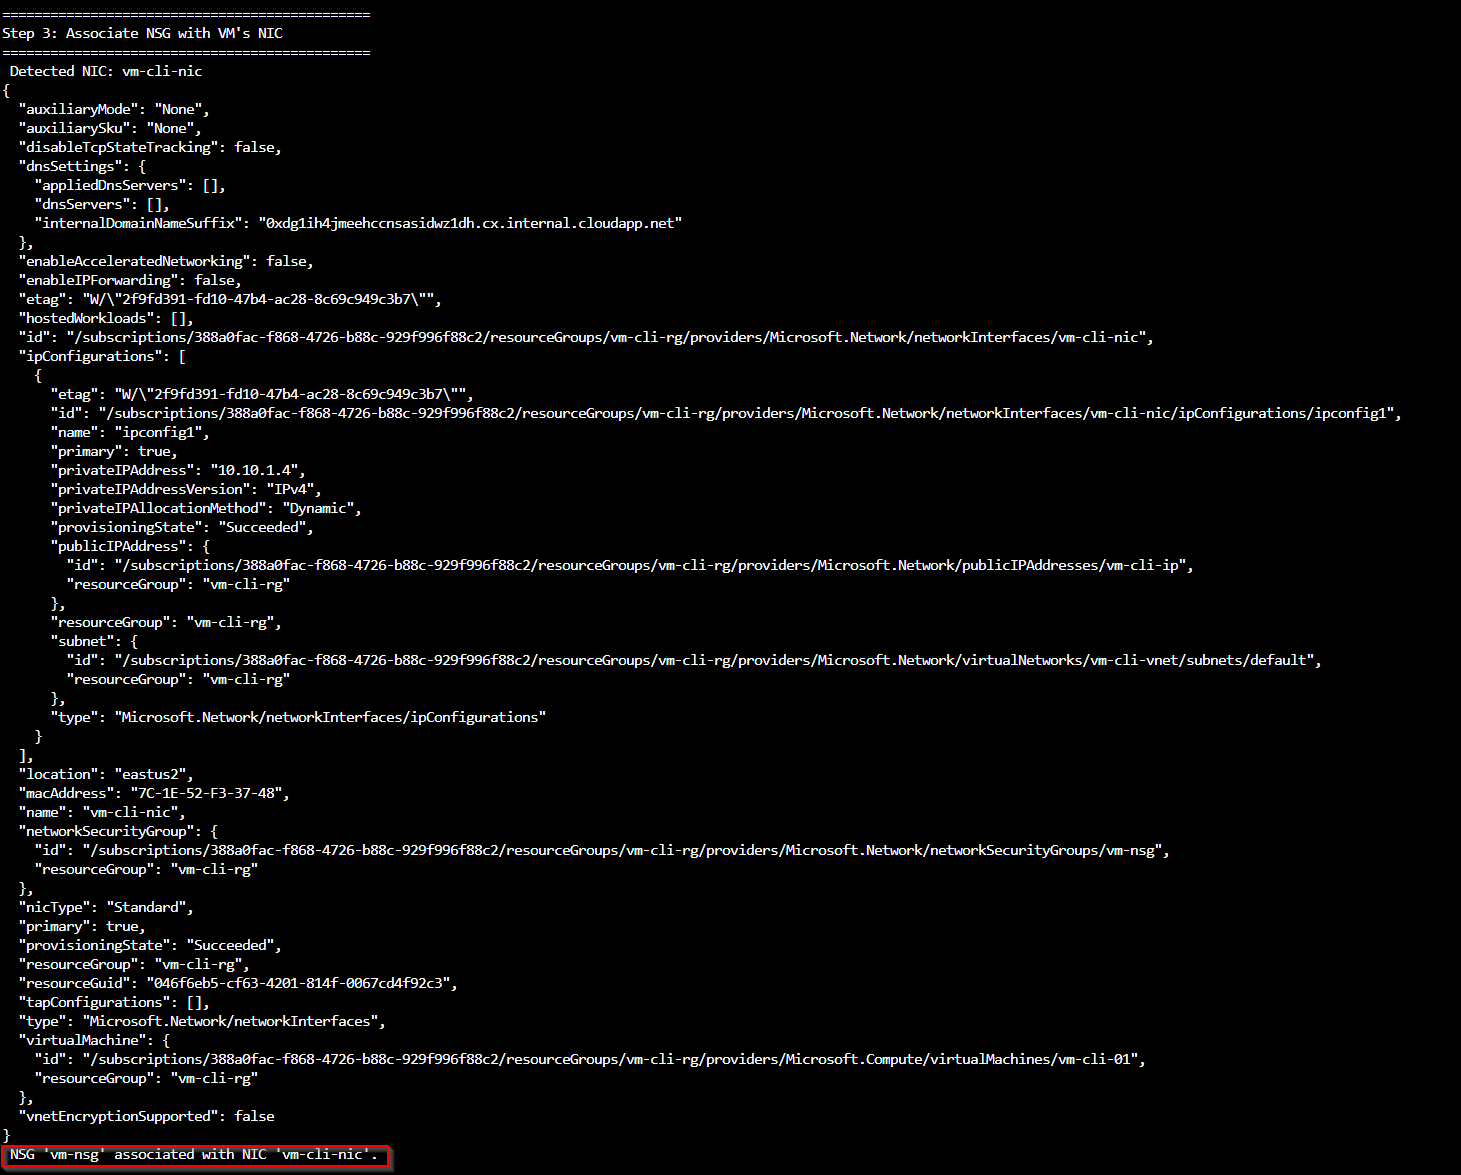 ==============================================
Step 3: Associate NSG with VM's NIC
==============================================
 Detected NIC: vm-cli-nic
{
  "auxiliaryMode": "None",
  "auxiliarySku": "None",
  "disableTcpStateTracking": false,
  "dnsSettings": {
    "appliedDnsServers": [],
    "dnsServers": [],
    "internalDomainNameSuffix": "0xdg1ih4jmeehccnsasidwz1dh.cx.internal.cloudapp.net"
  },
  "enableAcceleratedNetworking": false,
  "enableIPForwarding": false,
  "etag": "W/\"2f9fd391-fd10-47b4-ac28-8c69c949c3b7\"",
  "hostedWorkloads": [],
  "id": "/subscriptions/388a0fac-f868-4726-b88c-929f996f88c2/resourceGroups/vm-cli-rg/providers/Microsoft.Network/networkInterfaces/vm-cli-nic",
  "ipConfigurations": [
    {
      "etag": "W/\"2f9fd391-fd10-47b4-ac28-8c69c949c3b7\"",
      "id": "/subscriptions/388a0fac-f868-4726-b88c-929f996f88c2/resourceGroups/vm-cli-rg/providers/Microsoft.Network/networkInterfaces/vm-cli-nic/ipConfigurations/ipconfig1",
      "name": "ipconfig1",
      "primary": true,
      "privateIPAddress": "10.10.1.4",
      "privateIPAddressVersion": "IPv4",
      "privateIPAllocationMethod": "Dynamic",
      "provisioningState": "Succeeded",
      "publicIPAddress": {
        "id": "/subscriptions/388a0fac-f868-4726-b88c-929f996f88c2/resourceGroups/vm-cli-rg/providers/Microsoft.Network/publicIPAddresses/vm-cli-ip",
        "resourceGroup": "vm-cli-rg"
      },
      "resourceGroup": "vm-cli-rg",
      "subnet": {
        "id": "/subscriptions/388a0fac-f868-4726-b88c-929f996f88c2/resourceGroups/vm-cli-rg/providers/Microsoft.Network/virtualNetworks/vm-cli-vnet/subnets/default",
        "resourceGroup": "vm-cli-rg"
      },
      "type": "Microsoft.Network/networkInterfaces/ipConfigurations"
    }
  ],
  "location": "eastus2",
  "macAddress": "7C-1E-52-F3-37-48",
  "name": "vm-cli-nic",
  "networkSecurityGroup": {
    "id": "/subscriptions/388a0fac-f868-4726-b88c-929f996f88c2/resourceGroups/vm-cli-rg/providers/Microsoft.Network/networkSecurityGroups/vm-nsg",
    "resourceGroup": "vm-cli-rg"
  },
  "nicType": "Standard",
  "primary": true,
  "provisioningState": "Succeeded",
  "resourceGroup": "vm-cli-rg",
  "resourceGuid": "046f6eb5-cf63-4201-814f-0067cd4f92c3",
  "tapConfigurations": [],
  "type": "Microsoft.Network/networkInterfaces",
  "virtualMachine": {
    "id": "/subscriptions/388a0fac-f868-4726-b88c-929f996f88c2/resourceGroups/vm-cli-rg/providers/Microsoft.Compute/virtualMachines/vm-cli-01",
    "resourceGroup": "vm-cli-rg"
  },
  "vnetEncryptionSupported": false
}
 NSG 'vm-nsg' associated with NIC 'vm-cli-nic'.